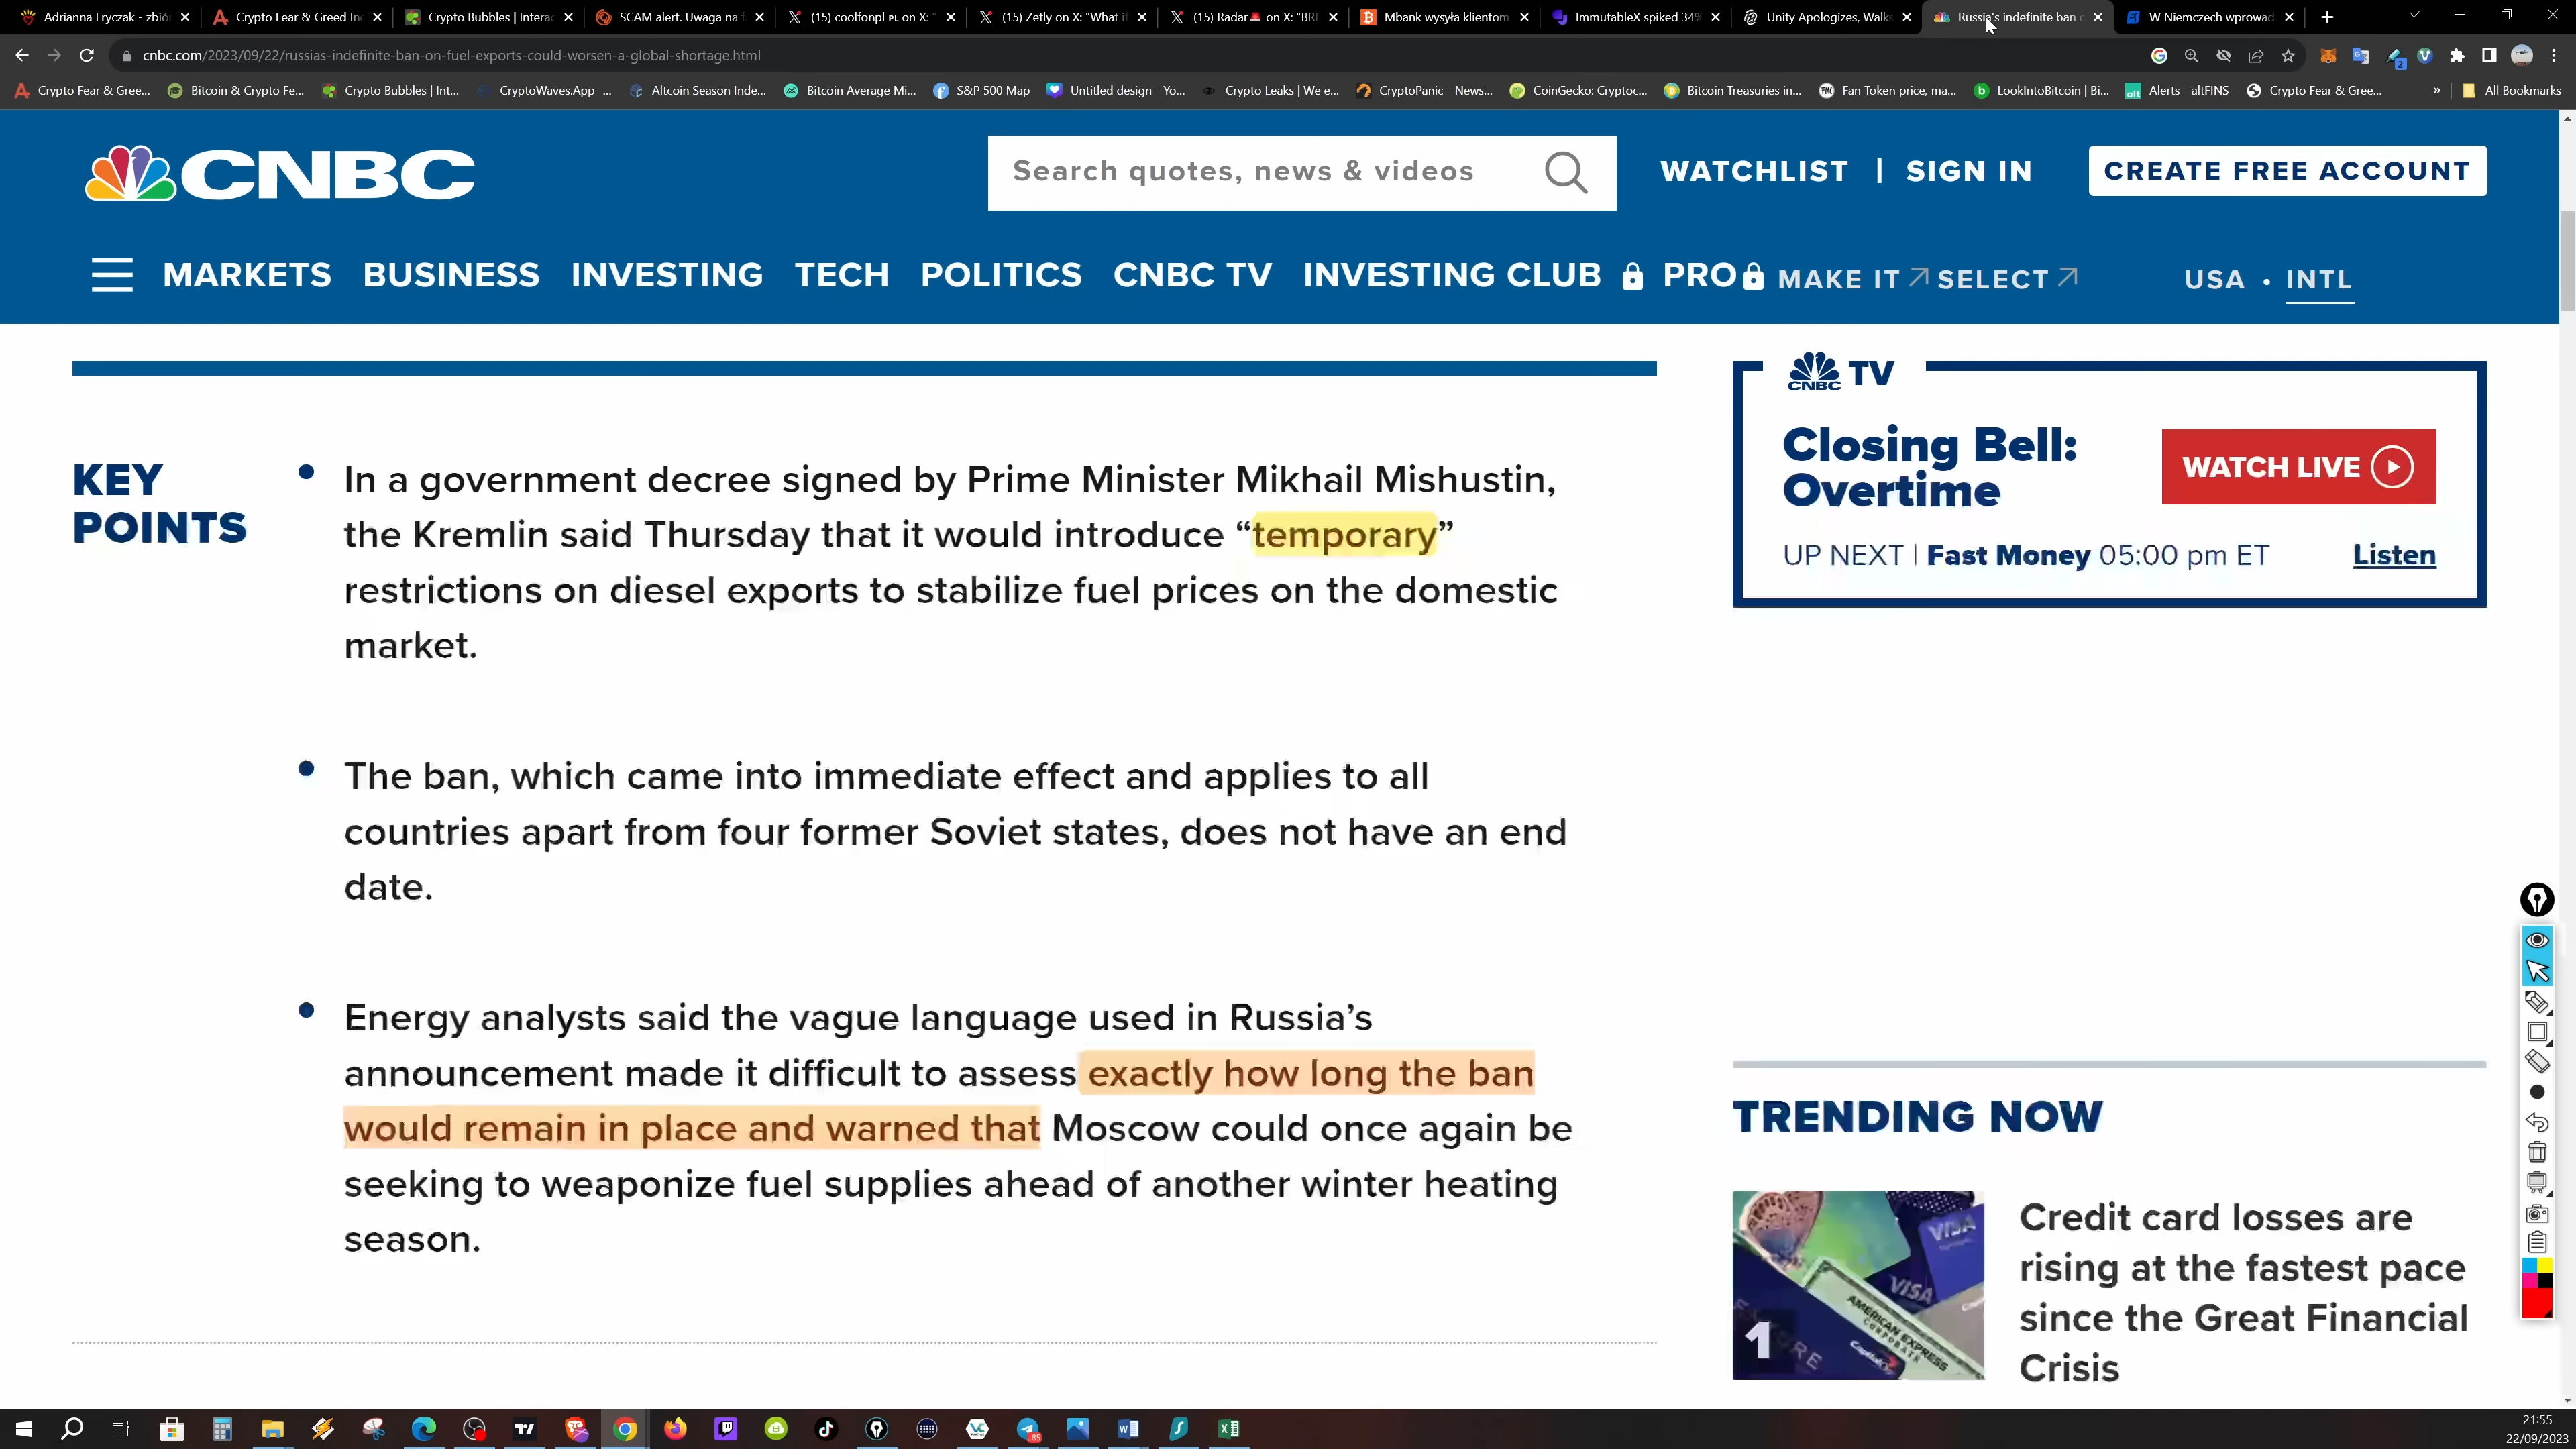 Adrianna Fryczak - zbiór
Crypto Fear & Greed In
Crypto Bubbles | Interac
SCAM alert. Uwaga na f
(15) coolfonpl PL on X: "
(15) Zetly on X: "What if
(15) Radar🚨 on X: "BRE
Mbank wysyła klientom
ImmutableX spiked 34%
Unity Apologizes, Walks
Russia's indefinite ban o
W Niemczech wprowad
cnbc.com/2023/09/22/russias-indefinite-ban-on-fuel-exports-could-worsen-a-global-shortage.html
2
Crypto Fear & Gree...
Bitcoin & Crypto Fe...
Crypto Bubbles | Int...
CryptoWaves.App -...
Altcoin Season Inde...
Bitcoin Average Mi...
S&P 500 Map
Untitled design - Yo...
Crypto Leaks | We e...
CryptoPanic - News...
CoinGecko: Cryptoc...
Bitcoin Treasuries in...
Fan Token price, ma...
LookIntoBitcoin | Bi...
Alerts - altFINS
Crypto Fear & Gree...
»
All Bookmarks
CNBC
Search quotes, news & videos
WATCHLIST | SIGN IN
CREATE FREE ACCOUNT
MARKETS BUSINESS INVESTING TECH POLITICS CNBC TV INVESTING CLUB PRO MAKE IT SELECT USA • INTL
KEY
POINTS
• In a government decree signed by Prime Minister Mikhail Mishustin,
the Kremlin said Thursday that it would introduce “temporary”
restrictions on diesel exports to stabilize fuel prices on the domestic
market.
• The ban, which came into immediate effect and applies to all
countries apart from four former Soviet states, does not have an end
date.
• Energy analysts said the vague language used in Russia’s
announcement made it difficult to assess exactly how long the ban
would remain in place and warned that Moscow could once again be
seeking to weaponize fuel supplies ahead of another winter heating
season.
CNBC TV
Closing Bell:
Overtime
WATCH LIVE
UP NEXT | Fast Money 05:00 pm ET
Listen
TRENDING NOW
VISA
VISA
AMERICAN EXPRESS
CORPORATE
1
Credit card losses are
rising at the fastest pace
since the Great Financial
Crisis
21:55
22/09/2023